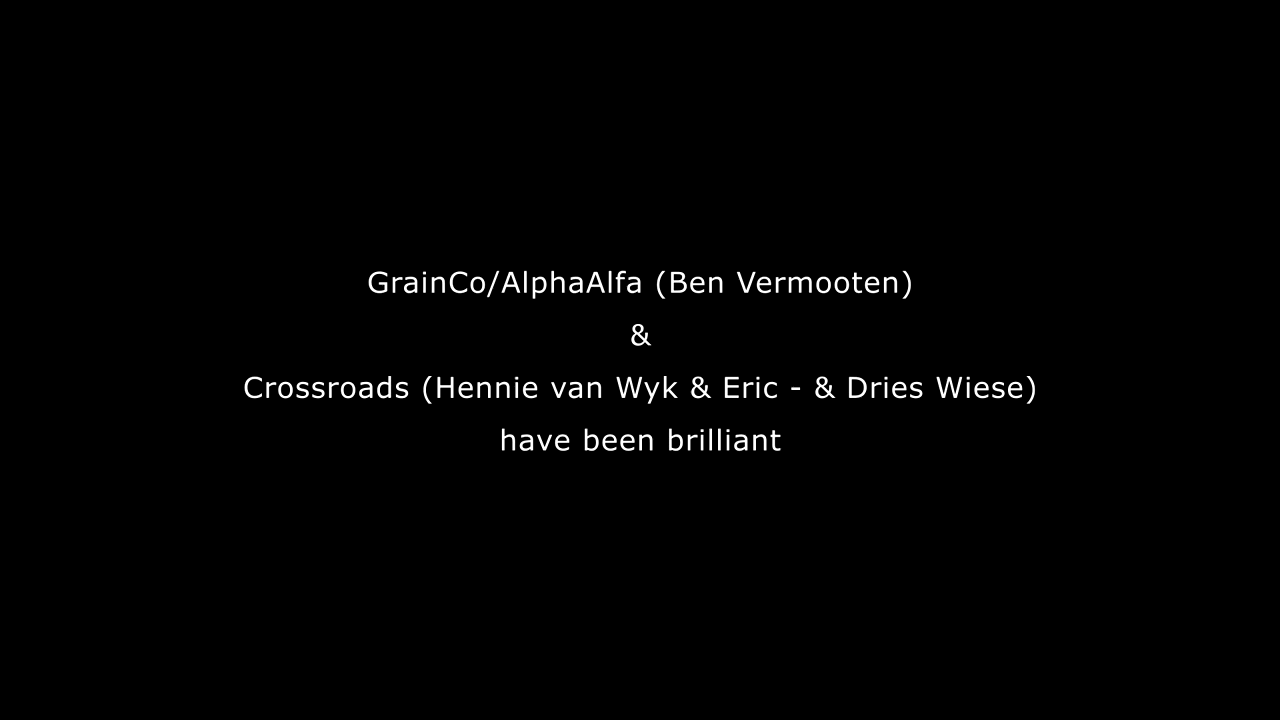 GrainCo/AlphaAlfa (Ben Vermooten)
&
Crossroads (Hennie van Wyk & Eric - & Dries Wiese)
have been brilliant